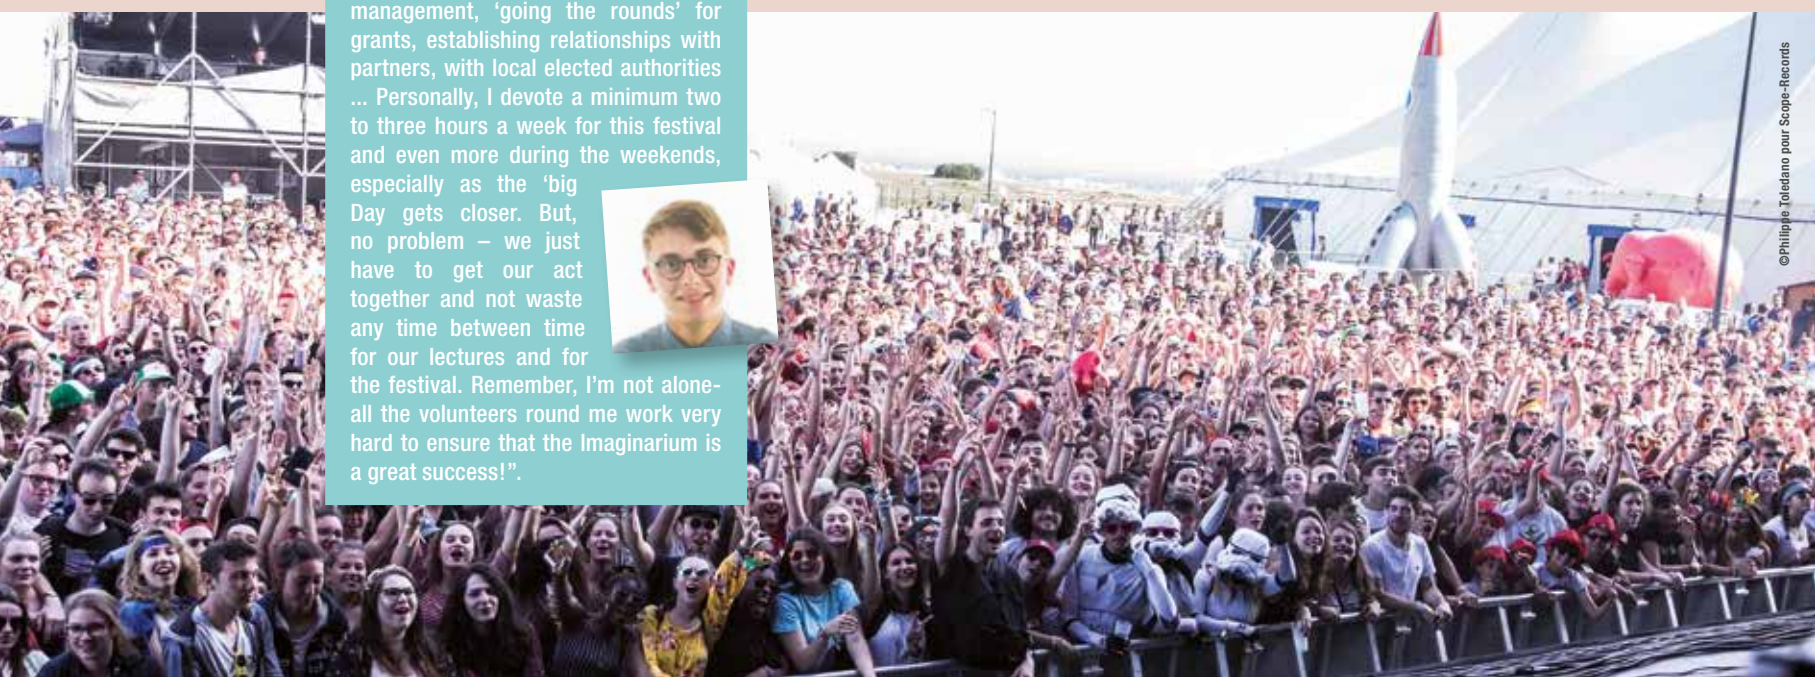 management, ‘going the rounds’ for
grants, establishing relationships with
partners, with local elected authorities
... Personally, I devote a minimum two
to three hours a week for this festival
and even more during the weekends,
especially as the ‘big
Day gets closer. But,
no problem – we just
have to get our act
together and not waste
any time between time
for our lectures and for
the festival. Remember, I’m not alone-
all the volunteers round me work very
hard to ensure that the Imaginarium is
a great success!”.
©Philippe Toledano pour Scope-Records